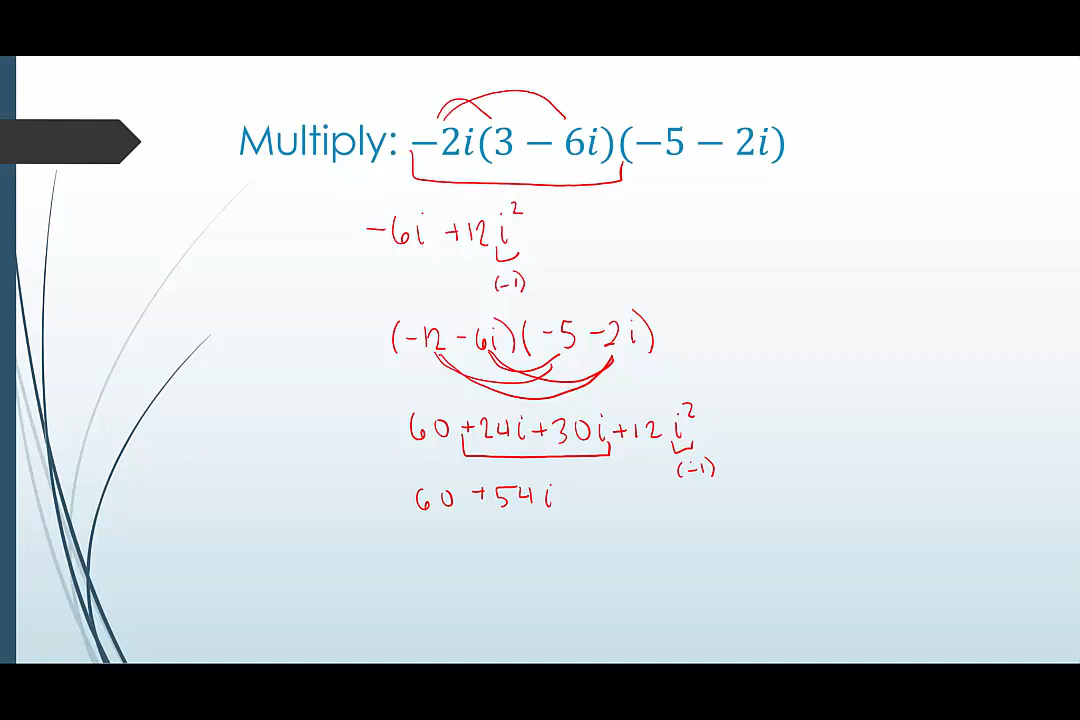 Multiply: −2i(3 − 6i)(−5 − 2i)
-6i +12i²
(-1)
(-12 -6i)(-5 -2i)
60 +24i+30i+12i²
(-1)
60 +54i